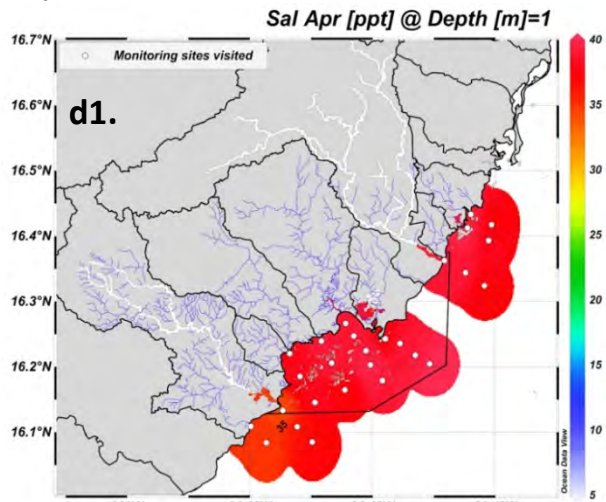 Sal Apr [ppt] @ Depth [m]=1
16.7°N
Monitoring sites visited
40
d1.
16.6°N
35
16.5°N
30
16.4°N
25
16.3°N
20
16.2°N
15
16.1°N
35
10
Ocean Data View
5